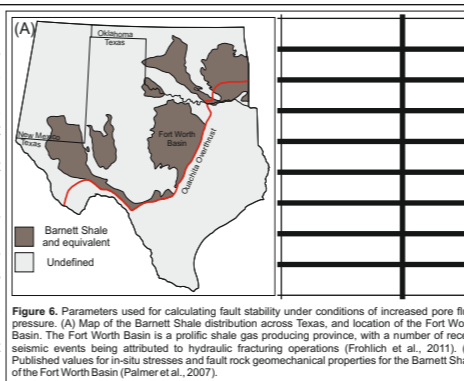 (A)
Oklahoma
Texas
New Mexico
Texas
Fort Worth
Basin
Ouachita Overthrust
Barnett Shale
and equivalent
Undefined
Figure 6. Parameters used for calculating fault stability under conditions of increased pore
pressure. (A) Map of the Barnett Shale distribution across Texas, and location of the Fort
Basin. The Fort Worth Basin is a prolific shale gas producing province, with a number of
seismic events being attributed to hydraulic fracturing operations (Frohlich et al., 2011). (
Published values for in-situ stresses and fault rock geomechanical properties for the Barnett
of the Fort Worth Basin (Palmer et al., 2007).